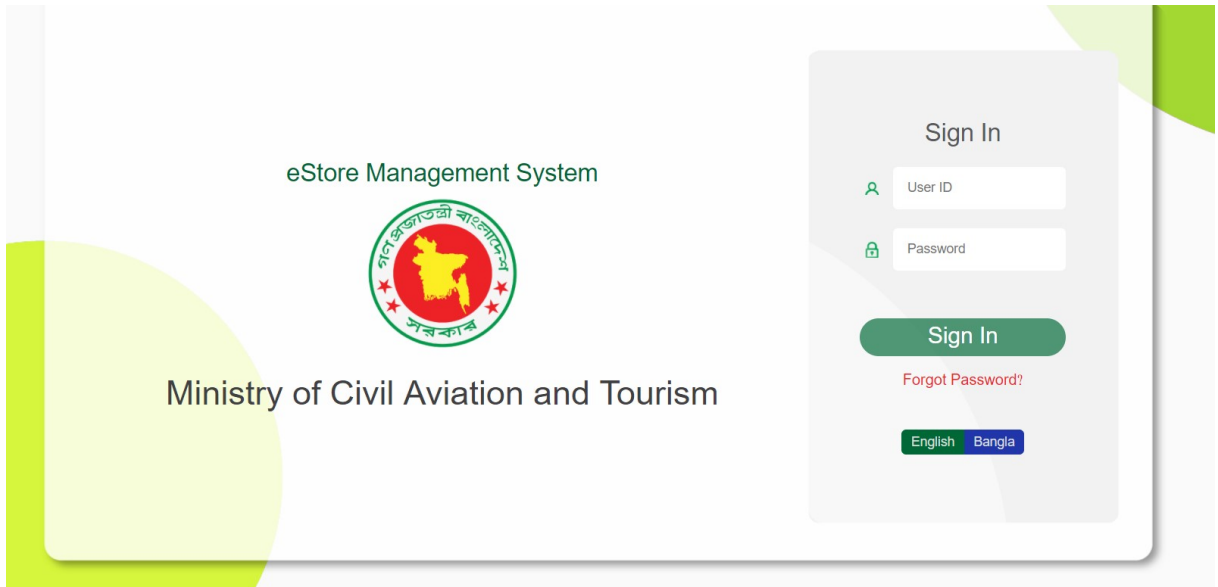 eStore Management System
গণপ্রজাতন্ত্রী বাংলাদেশ
সরকার
Ministry of Civil Aviation and Tourism
Sign In
User ID
Password
Sign In
Forgot Password?
English Bangla